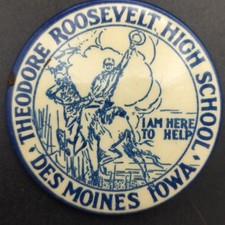 THEODORE ROOSEVELT HIGH SCHOOL
I AM HERE
TO HELP
DES MOINES IOWA